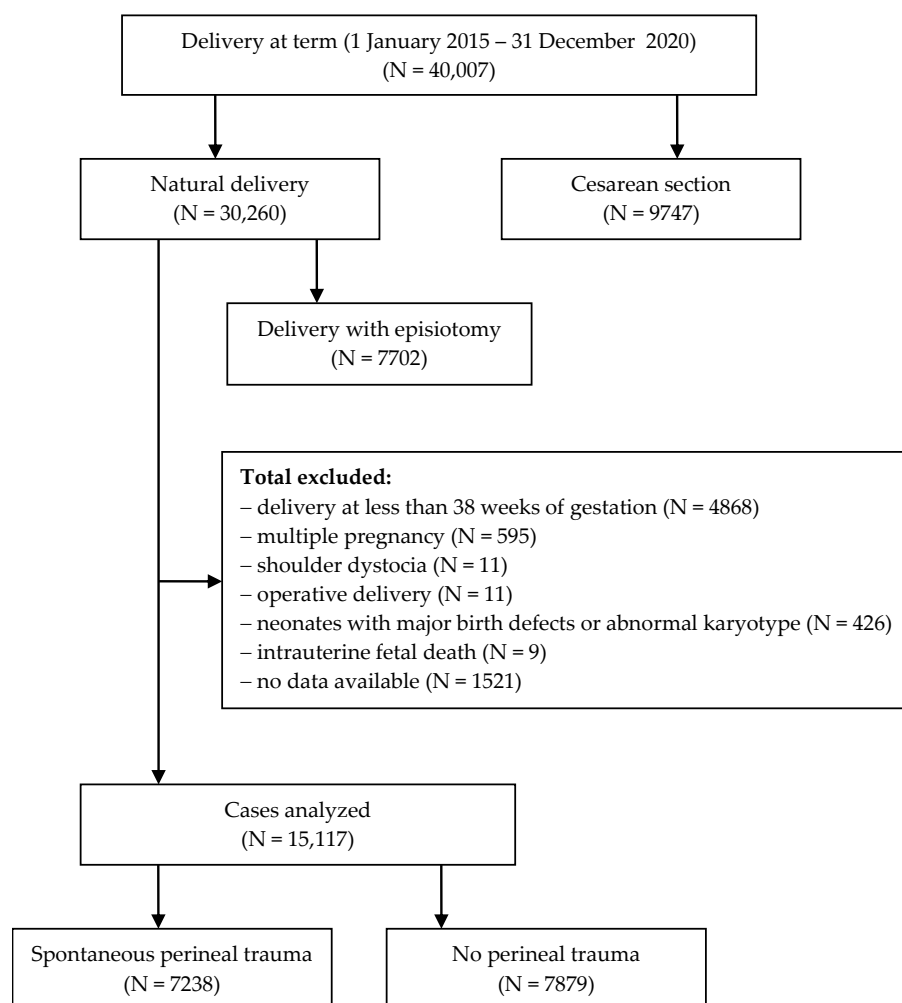 Delivery at term (1 January 2015 – 31 December 2020)
(N = 40,007)
Natural delivery
(N = 30,260)
Cesarean section
(N = 9747)
Delivery with episiotomy
(N = 7702)
Total excluded:
– delivery at less than 38 weeks of gestation (N = 4868)
– multiple pregnancy (N = 595)
– shoulder dystocia (N = 11)
– operative delivery (N = 11)
– neonates with major birth defects or abnormal karyotype (N = 426)
– intrauterine fetal death (N = 9)
– no data available (N = 1521)
Cases analyzed
(N = 15,117)
Spontaneous perineal trauma
(N = 7238)
No perineal trauma
(N = 7879)